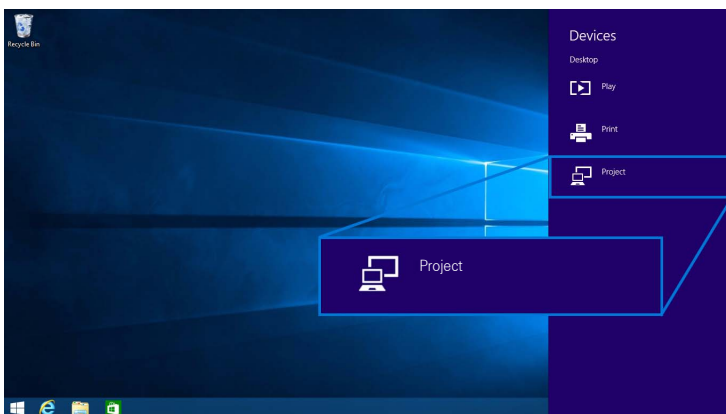 Recycle Bin
Devices
Desktop
Play
Print
Project
Project